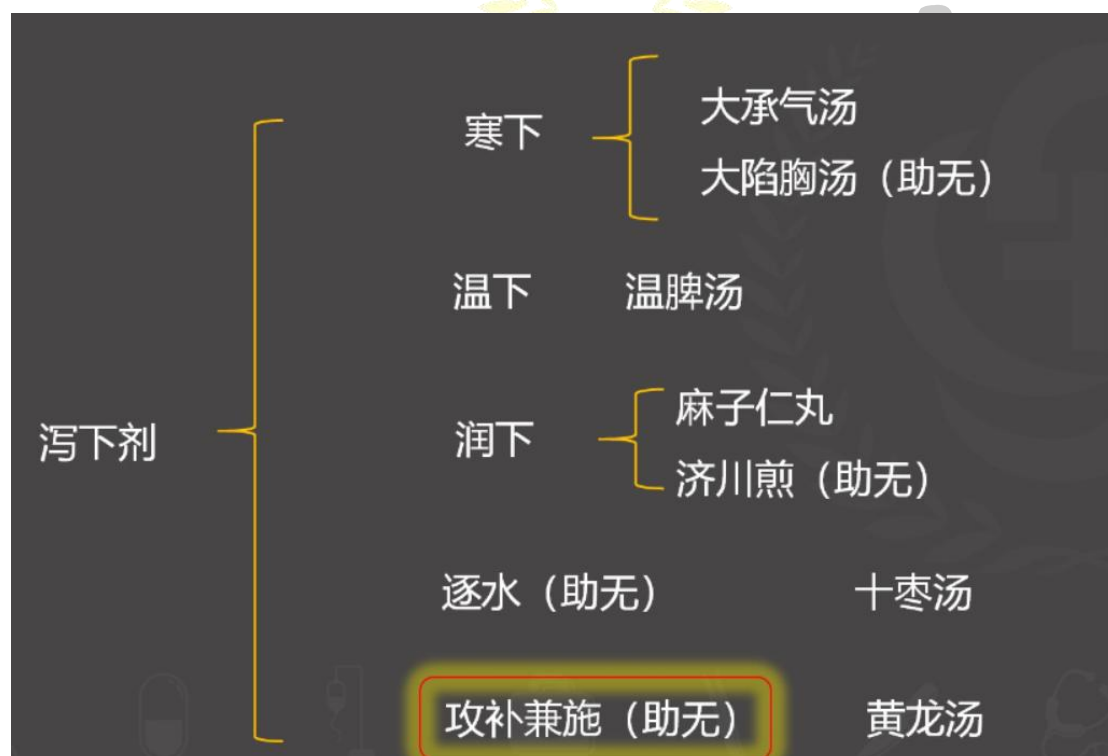 寒下
大承气汤
大陷胸汤（助无）
温下 温脾汤
泻下剂
润下
麻子仁丸
济川煎（助无）
逐水（助无） 十枣汤
攻补兼施（助无） 黄龙汤